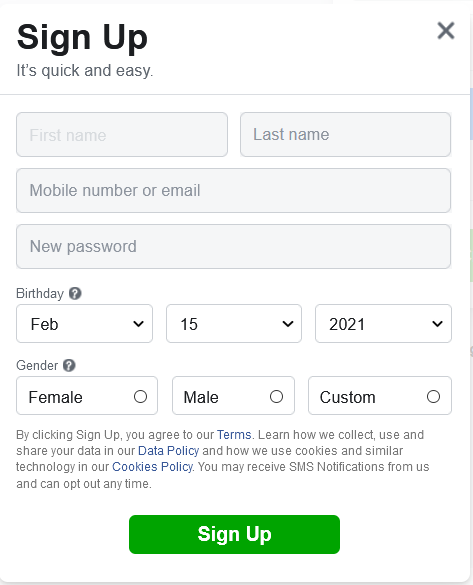 Sign Up
It's quick and easy.
First name
Last name
Mobile number or email
New password
Birthday ?
Feb
15
2021
Gender ?
Female
Male
Custom
By clicking Sign Up, you agree to our Terms. Learn how we collect, use and
share your data in our Data Policy and how we use cookies and similar
technology in our Cookies Policy. You may receive SMS Notifications from us
and can opt out any time.
Sign Up